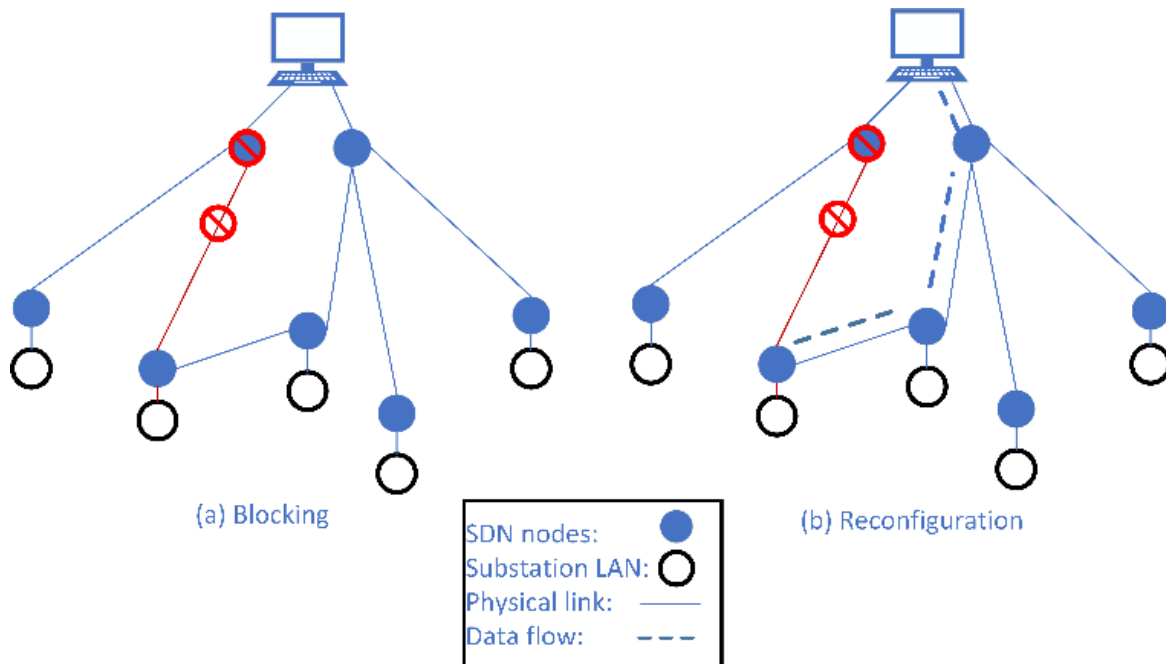 (a) Blocking
(b) Reconfiguration
SDN nodes:
Substation LAN:
Physical link:
Data flow: